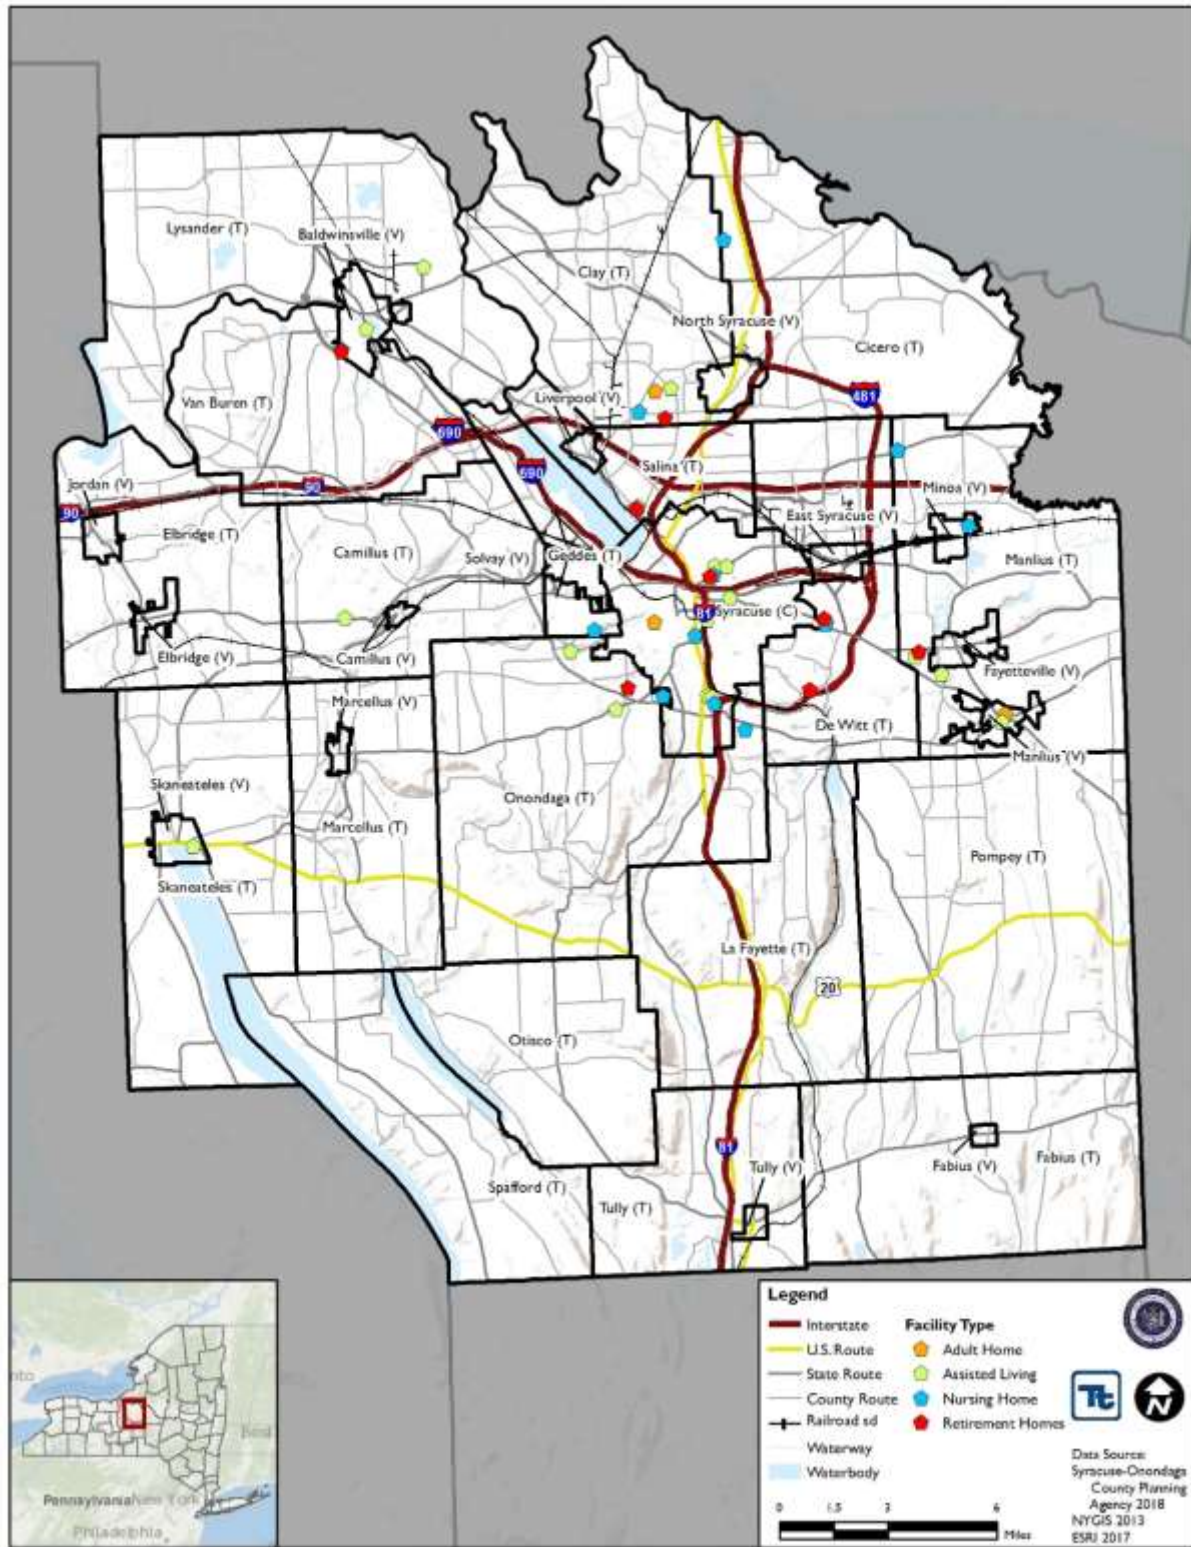 Lysander (T)
Baldwinsville (V)
Clay (T)
North Syracuse (V)
Cicero (T)
Van Buren (T)
Liverpool (V)
481
690
690
Salina (T)
Jordan (V)
90
90
Minoa (V)
East Syracuse (V)
Elbridge (T)
Camillus (T)
Solvay (V)
Geddes (T)
Manlius (T)
81
Syracuse (C)
Elbridge (V)
Camillus (V)
Fayetteville (V)
Marcellus (V)
De Witt (T)
Manlius (V)
Skaneateles (V)
Onondaga (T)
Marcellus (T)
Pompey (T)
Skaneateles (T)
La Fayette (T)
20
Otisco (T)
81
Tully (V)
Fabius (V)
Fabius (T)
Spafford (T)
Tully (T)
nto
Pennsylvania
New York
Philadelphia
Legend
Interstate
U.S. Route
State Route
County Route
Railroad sd
Waterway
Waterbody
Facility Type
Adult Home
Assisted Living
Nursing Home
Retirement Homes
Tt
N
Data Source:
Syracuse-Onondaga
County Planning
Agency 2018
NYGIS 2013
ESRI 2017
0 1.5 3 6
Miles